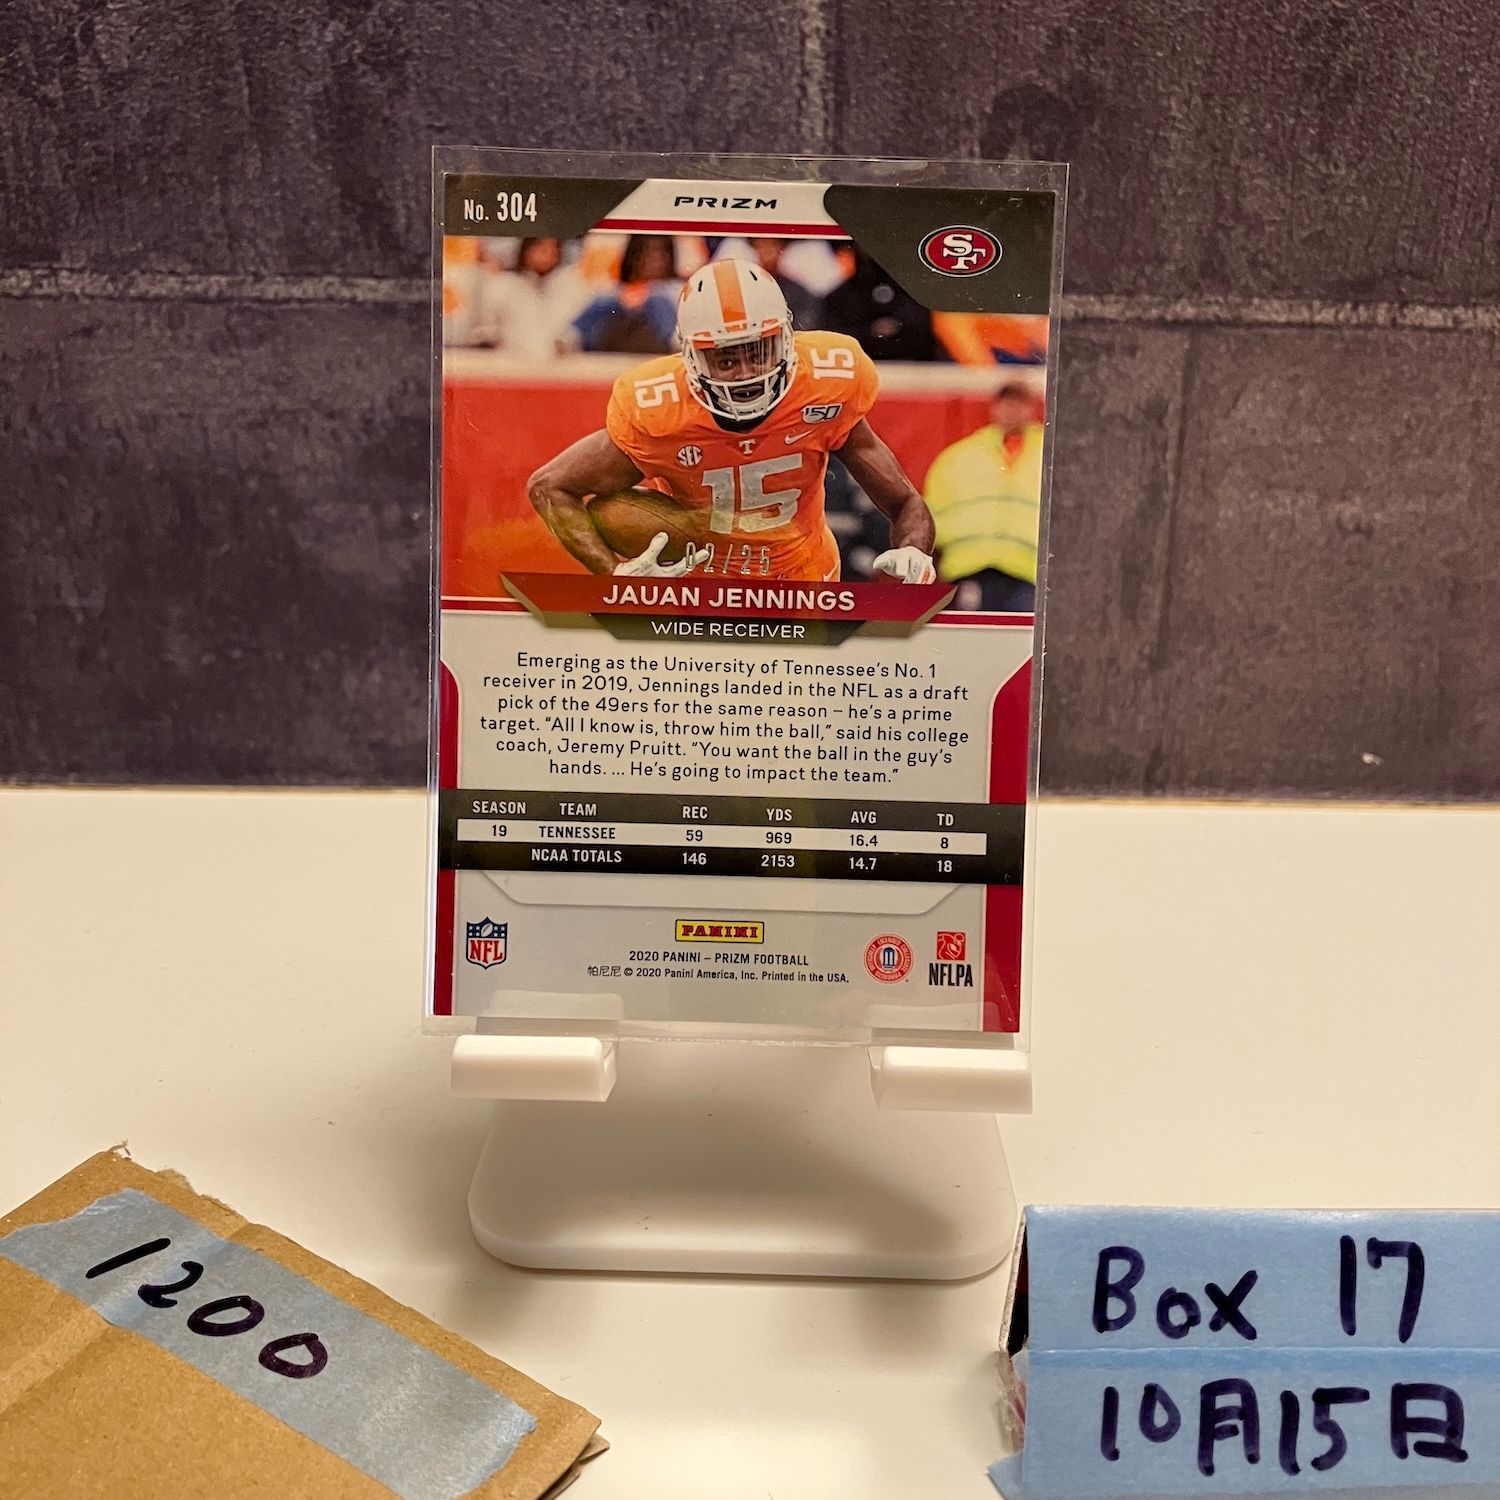 No. 304
PRIZM
SF
VOLS
15
15
150
SEC
T
15
02/25
JAUAN JENNINGS
WIDE RECEIVER
Emerging as the University of Tennessee's No. 1
receiver in 2019, Jennings landed in the NFL as a draft
pick of the 49ers for the same reason – he's a prime
target. "All I know is, throw him the ball," said his college
coach, Jeremy Pruitt. "You want the ball in the guy's
hands. ... He's going to impact the team."
SEASON TEAM REC YDS AVG TD
19 TENNESSEE 59 969 16.4 8
NCAA TOTALS 146 2153 14.7 18
NFL
PANINI
2020 PANINI – PRIZM FOOTBALL
帕尼尼 © 2020 Panini America, Inc. Printed in the USA.
NFLPA
1200
Box 17
10月15日